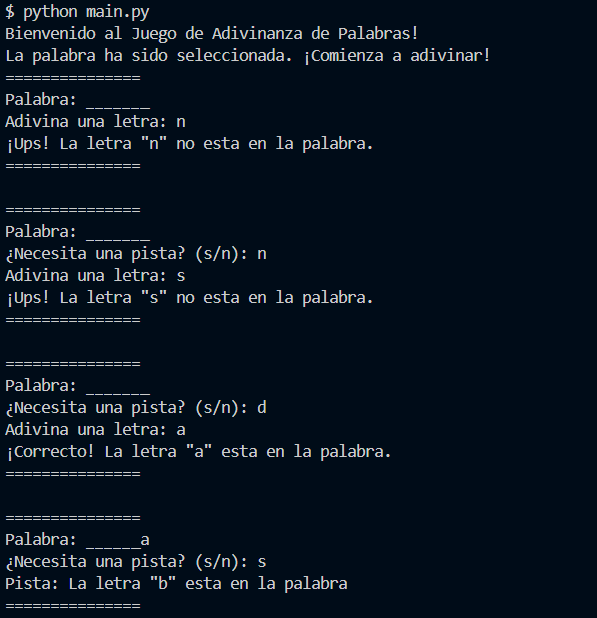 $ python main.py
Bienvenido al Juego de Adivinanza de Palabras!
La palabra ha sido seleccionada. ¡Comienza a adivinar!
===============
Palabra: _______
Adivina una letra: n
¡Ups! La letra "n" no esta en la palabra.
===============
===============
Palabra: _______
¿Necesita una pista? (s/n): n
Adivina una letra: s
¡Ups! La letra "s" no esta en la palabra.
===============
===============
Palabra: _______
¿Necesita una pista? (s/n): d
Adivina una letra: a
¡Correcto! La letra "a" esta en la palabra.
===============
===============
Palabra: ______a
¿Necesita una pista? (s/n): s
Pista: La letra "b" esta en la palabra
===============